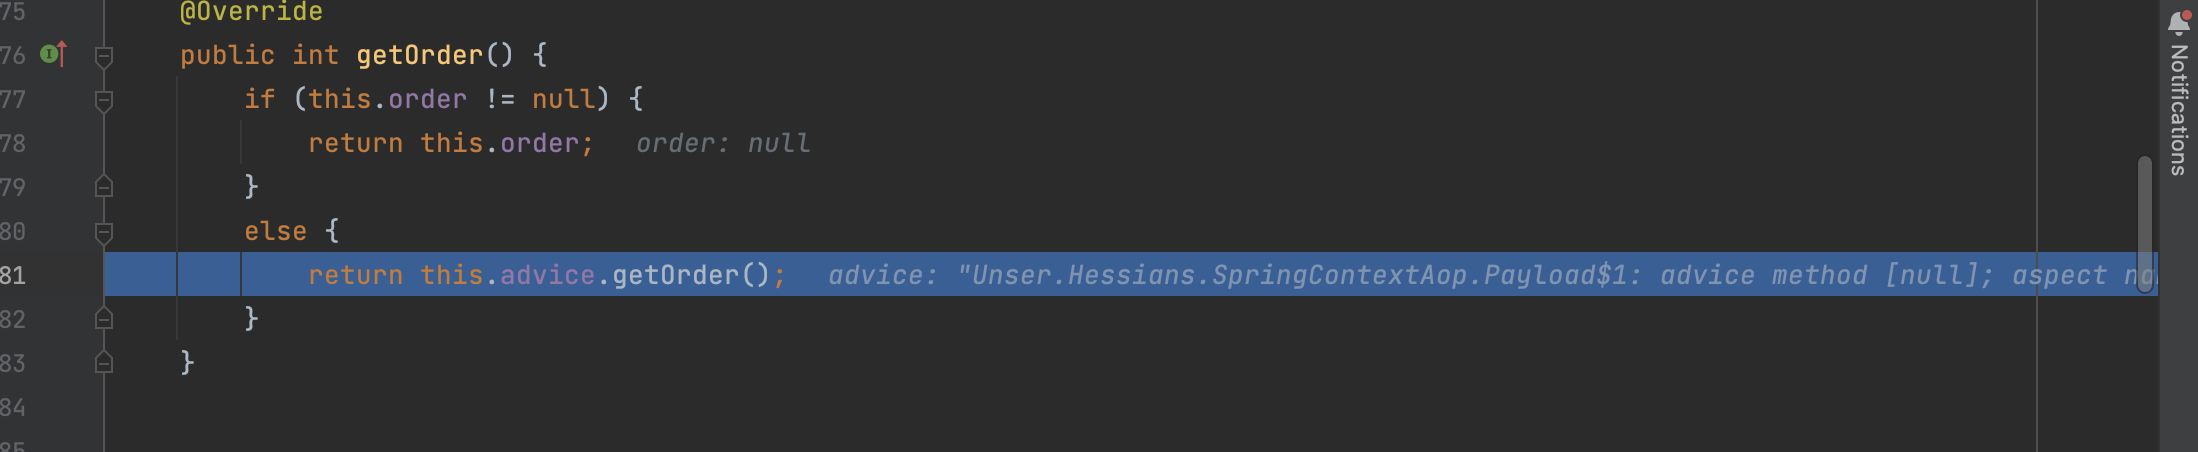 75 @Override
76 public int getOrder() {
77 if (this.order != null) {
78 return this.order; order: null
79 }
80 else {
81 return this.advice.getOrder(); advice: "Unser.Hessians.SpringContextAop.Payload$1: advice method [null]; aspect
82 }
83 }
84
85
Notifications